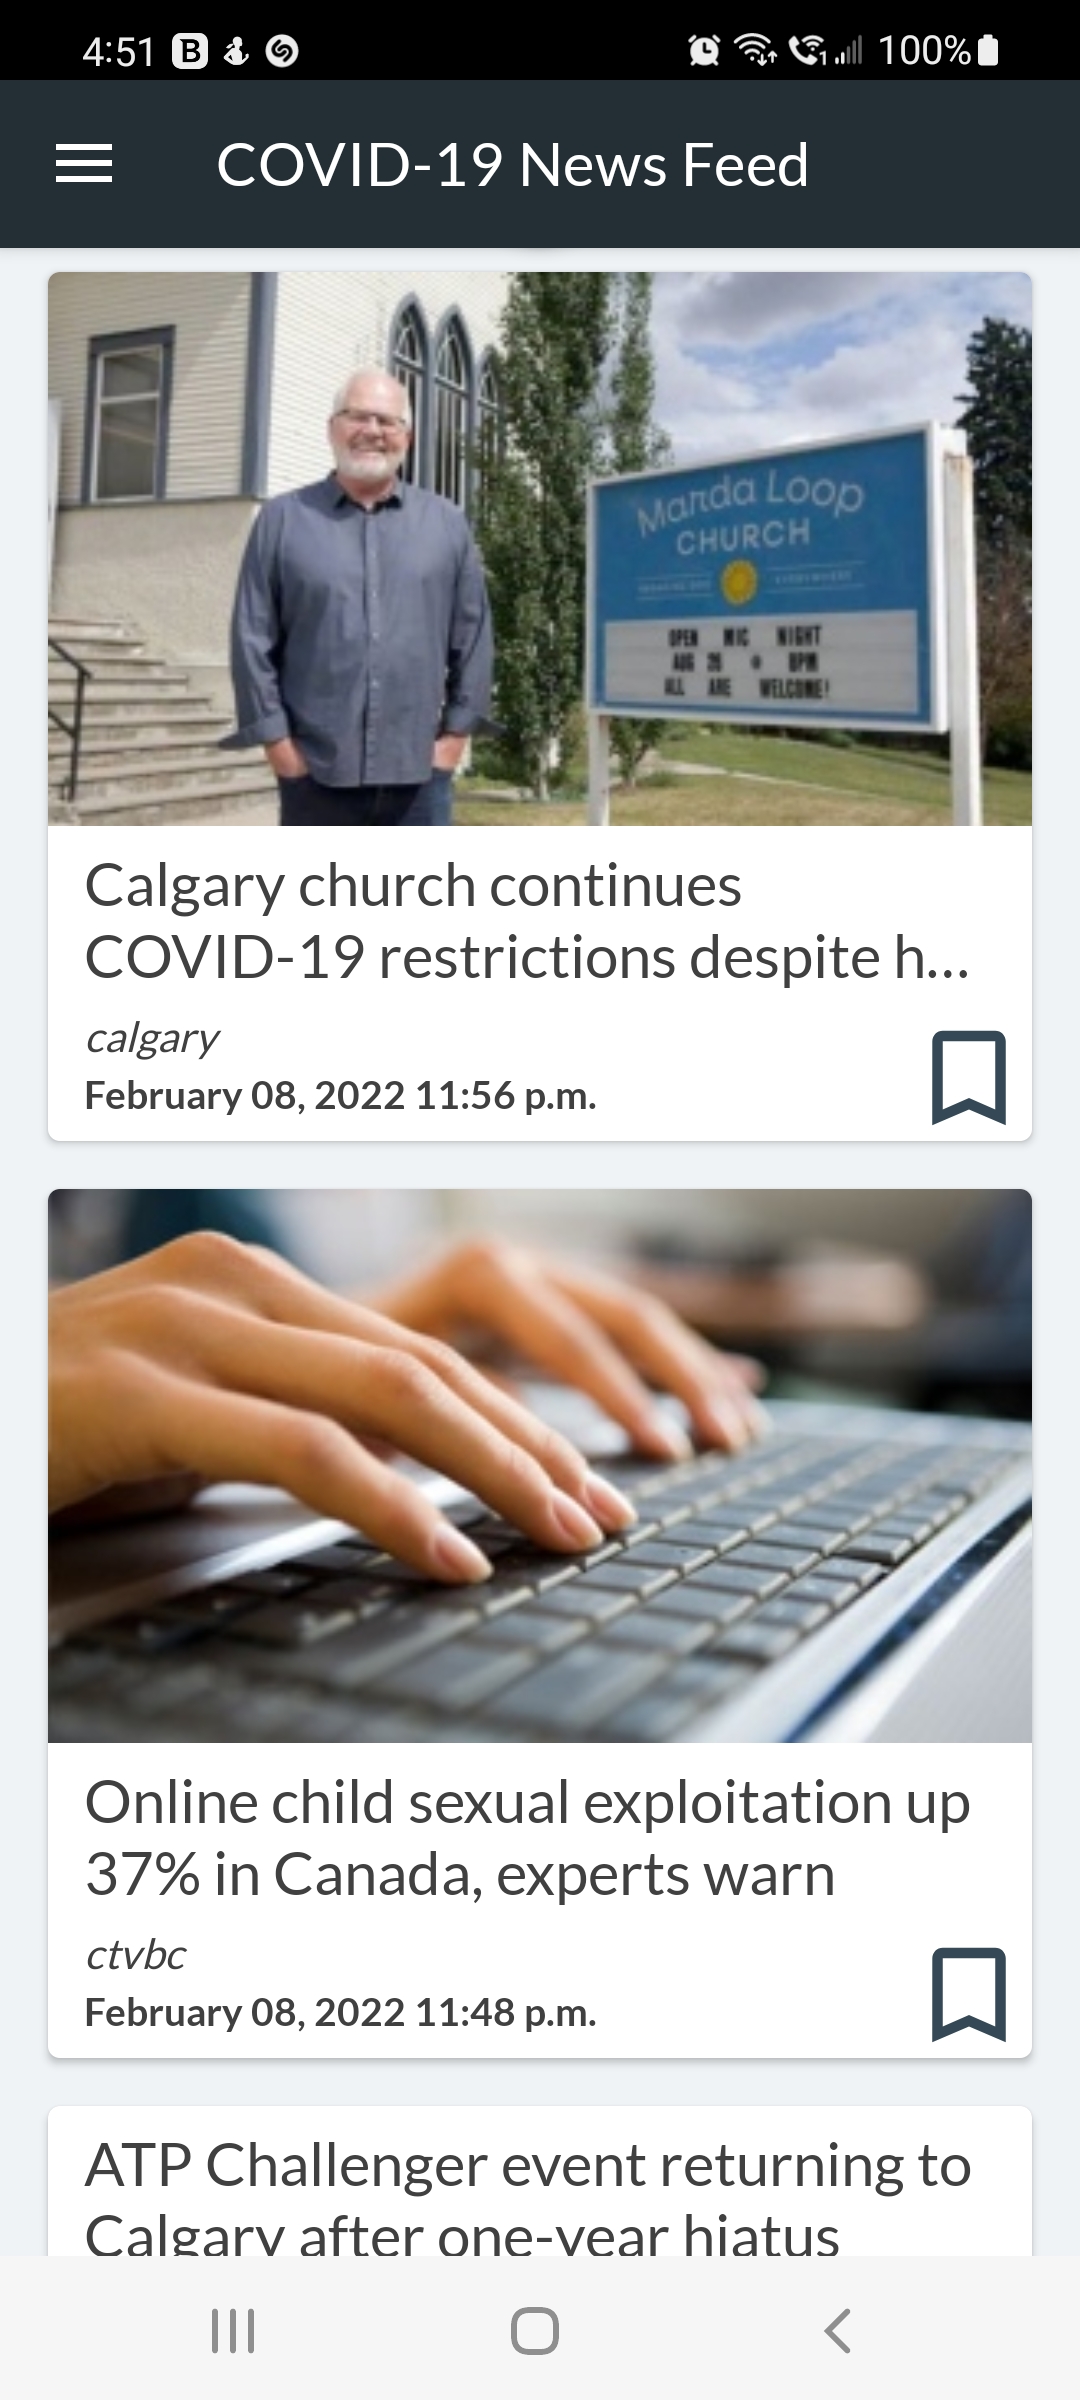 4:51
100%
COVID-19 News Feed
Marda Loop
CHURCH
OPEN MIC NIGHT
AUG 26 @ 8PM
ALL ARE WELCOME!
Calgary church continues
COVID-19 restrictions despite h...
calgary
February 08, 2022 11:56 p.m.
Online child sexual exploitation up
37% in Canada, experts warn
ctvbc
February 08, 2022 11:48 p.m.
ATP Challenger event returning to
Calgary after one-year hiatus